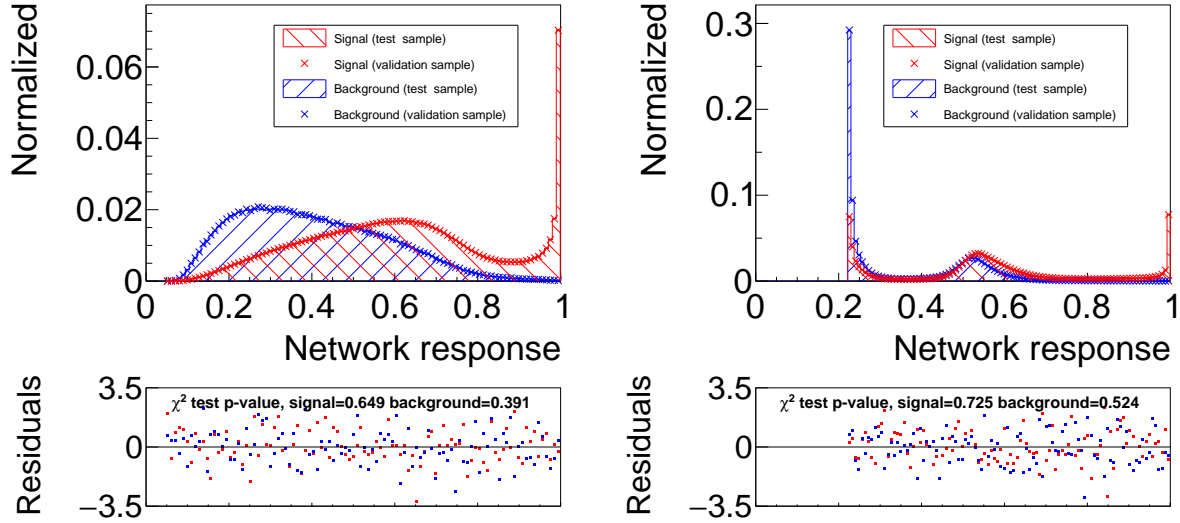 Normalized
0.06
0.04
0.02
0
Signal (test sample)
Signal (validation sample)
Background (test sample)
Background (validation sample)
0 0.2 0.4 0.6 0.8 1
Network response
Residuals
3.5
0
−3.5
χ² test p-value, signal=0.649 background=0.391
Normalized
0.3
0.2
0.1
0
Signal (test sample)
Signal (validation sample)
Background (test sample)
Background (validation sample)
0 0.2 0.4 0.6 0.8 1
Network response
Residuals
3.5
0
−3.5
χ² test p-value, signal=0.725 background=0.524